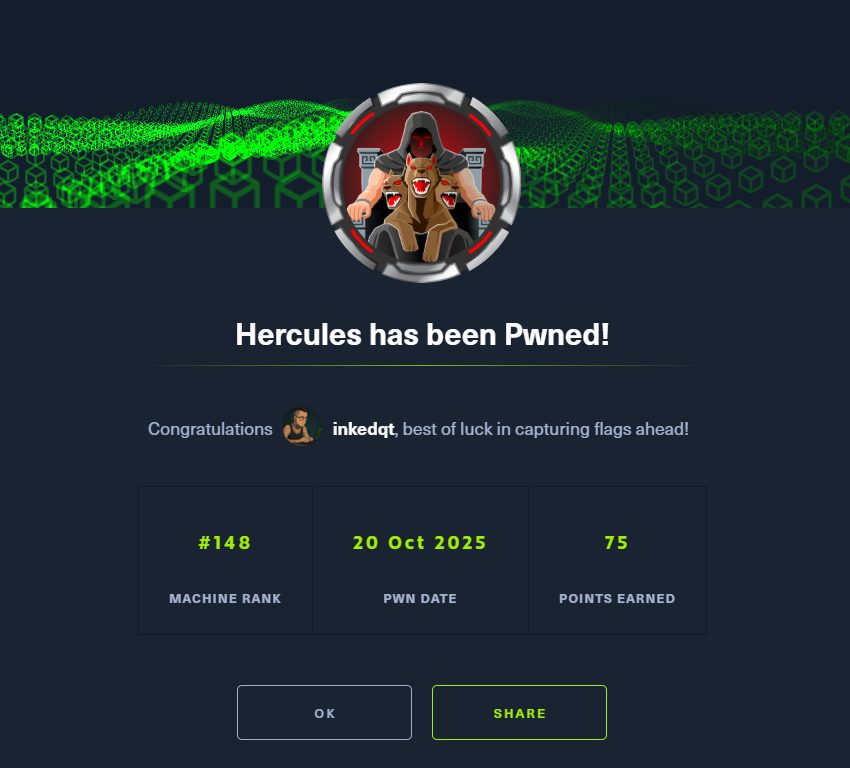 Hercules has been Pwned!
Congratulations inkedqt, best of luck in capturing flags ahead!
#148 20 Oct 2025 75
MACHINE RANK PWN DATE POINTS EARNED
OK SHARE